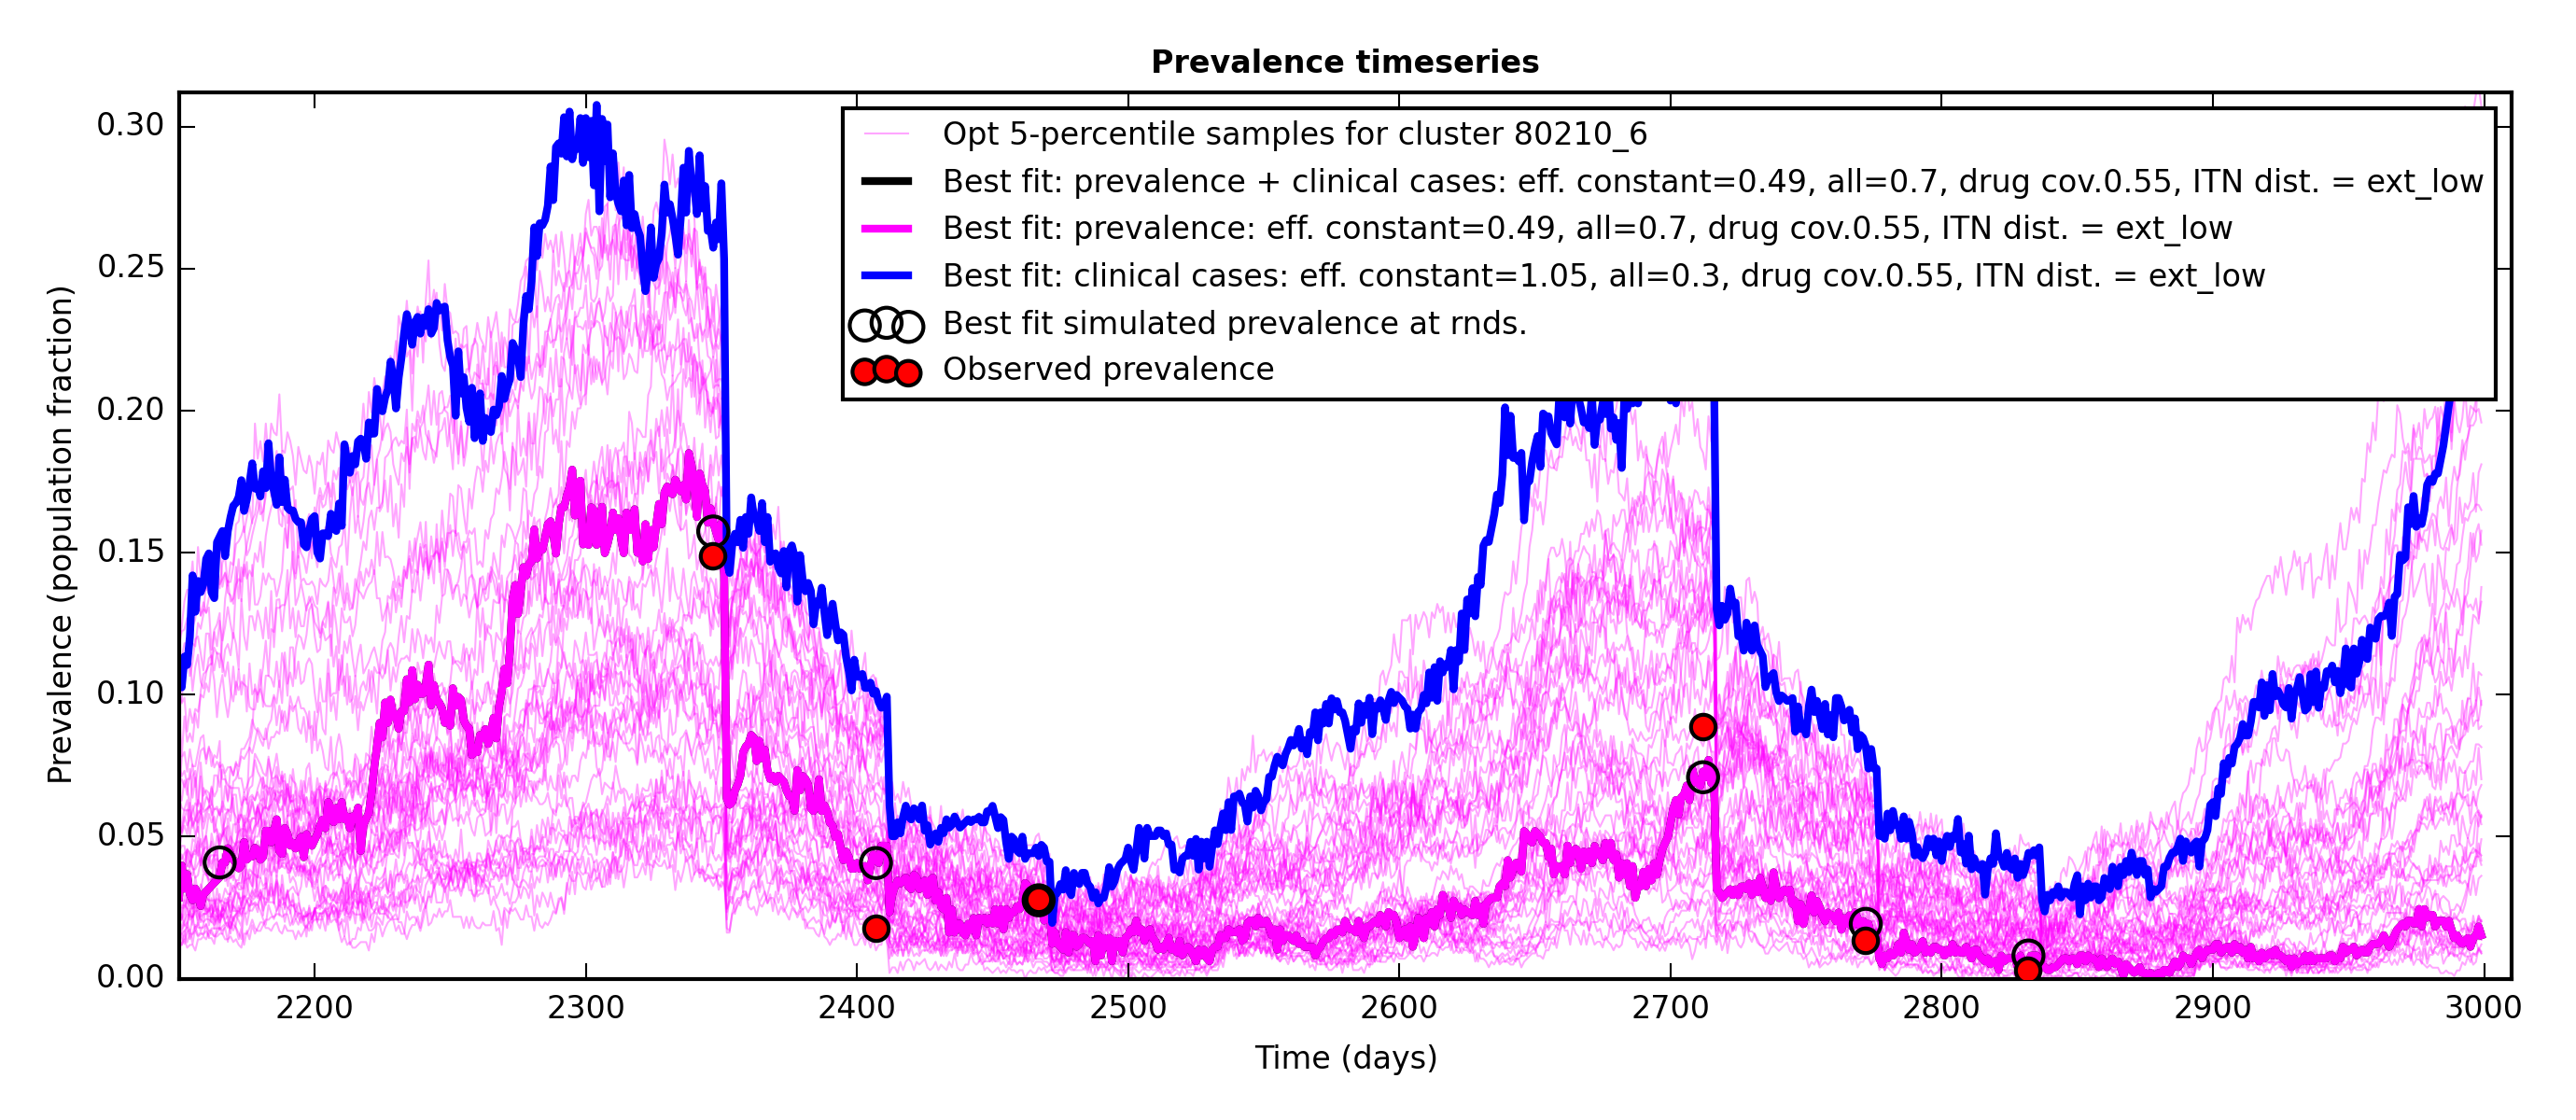 Prevalence timeseries
Opt 5-percentile samples for cluster 80210_6
Best fit: prevalence + clinical cases: eff. constant=0.49, all=0.7, drug cov.0.55, ITN dist. = ext_low
Best fit: prevalence: eff. constant=0.49, all=0.7, drug cov.0.55, ITN dist. = ext_low
Best fit: clinical cases: eff. constant=1.05, all=0.3, drug cov.0.55, ITN dist. = ext_low
Best fit simulated prevalence at rnds.
Observed prevalence
Prevalence (population fraction)
0.30
0.25
0.20
0.15
0.10
0.05
0.00
2200 2300 2400 2500 2600 2700 2800 2900 3000
Time (days)